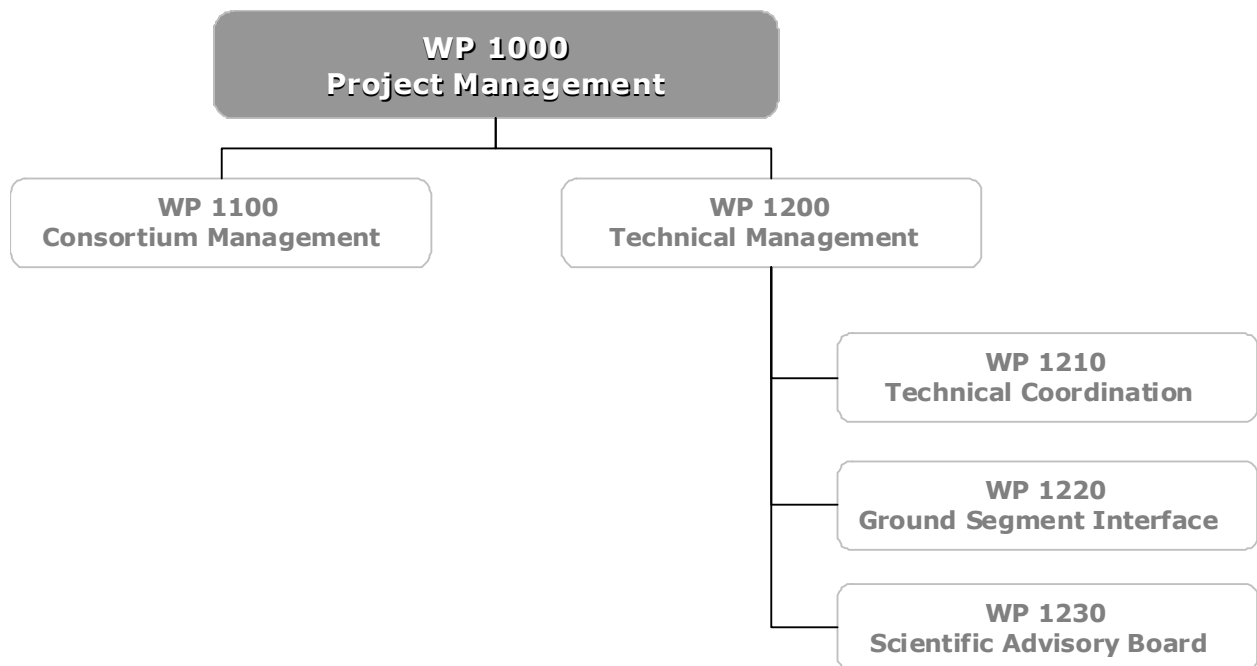 WP 1000
Project Management
WP 1100
Consortium Management
WP 1200
Technical Management
WP 1210
Technical Coordination
WP 1220
Ground Segment Interface
WP 1230
Scientific Advisory Board